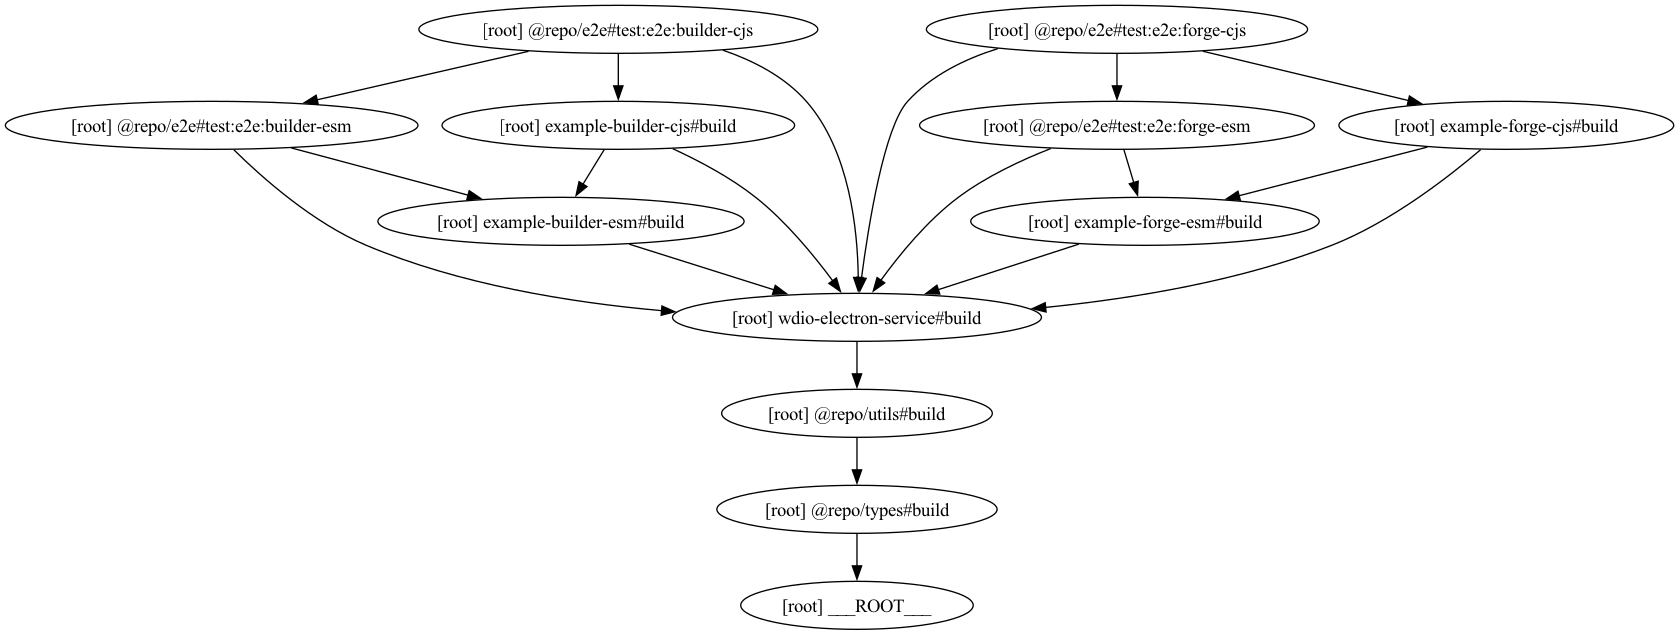 [root] @repo/e2e#test:e2e:builder-cjs
[root] @repo/e2e#test:e2e:forge-cjs
[root] @repo/e2e#test:e2e:builder-esm
[root] example-builder-cjs#build
[root] @repo/e2e#test:e2e:forge-esm
[root] example-forge-cjs#build
[root] example-builder-esm#build
[root] example-forge-esm#build
[root] wdio-electron-service#build
[root] @repo/utils#build
[root] @repo/types#build
[root] ___ROOT___